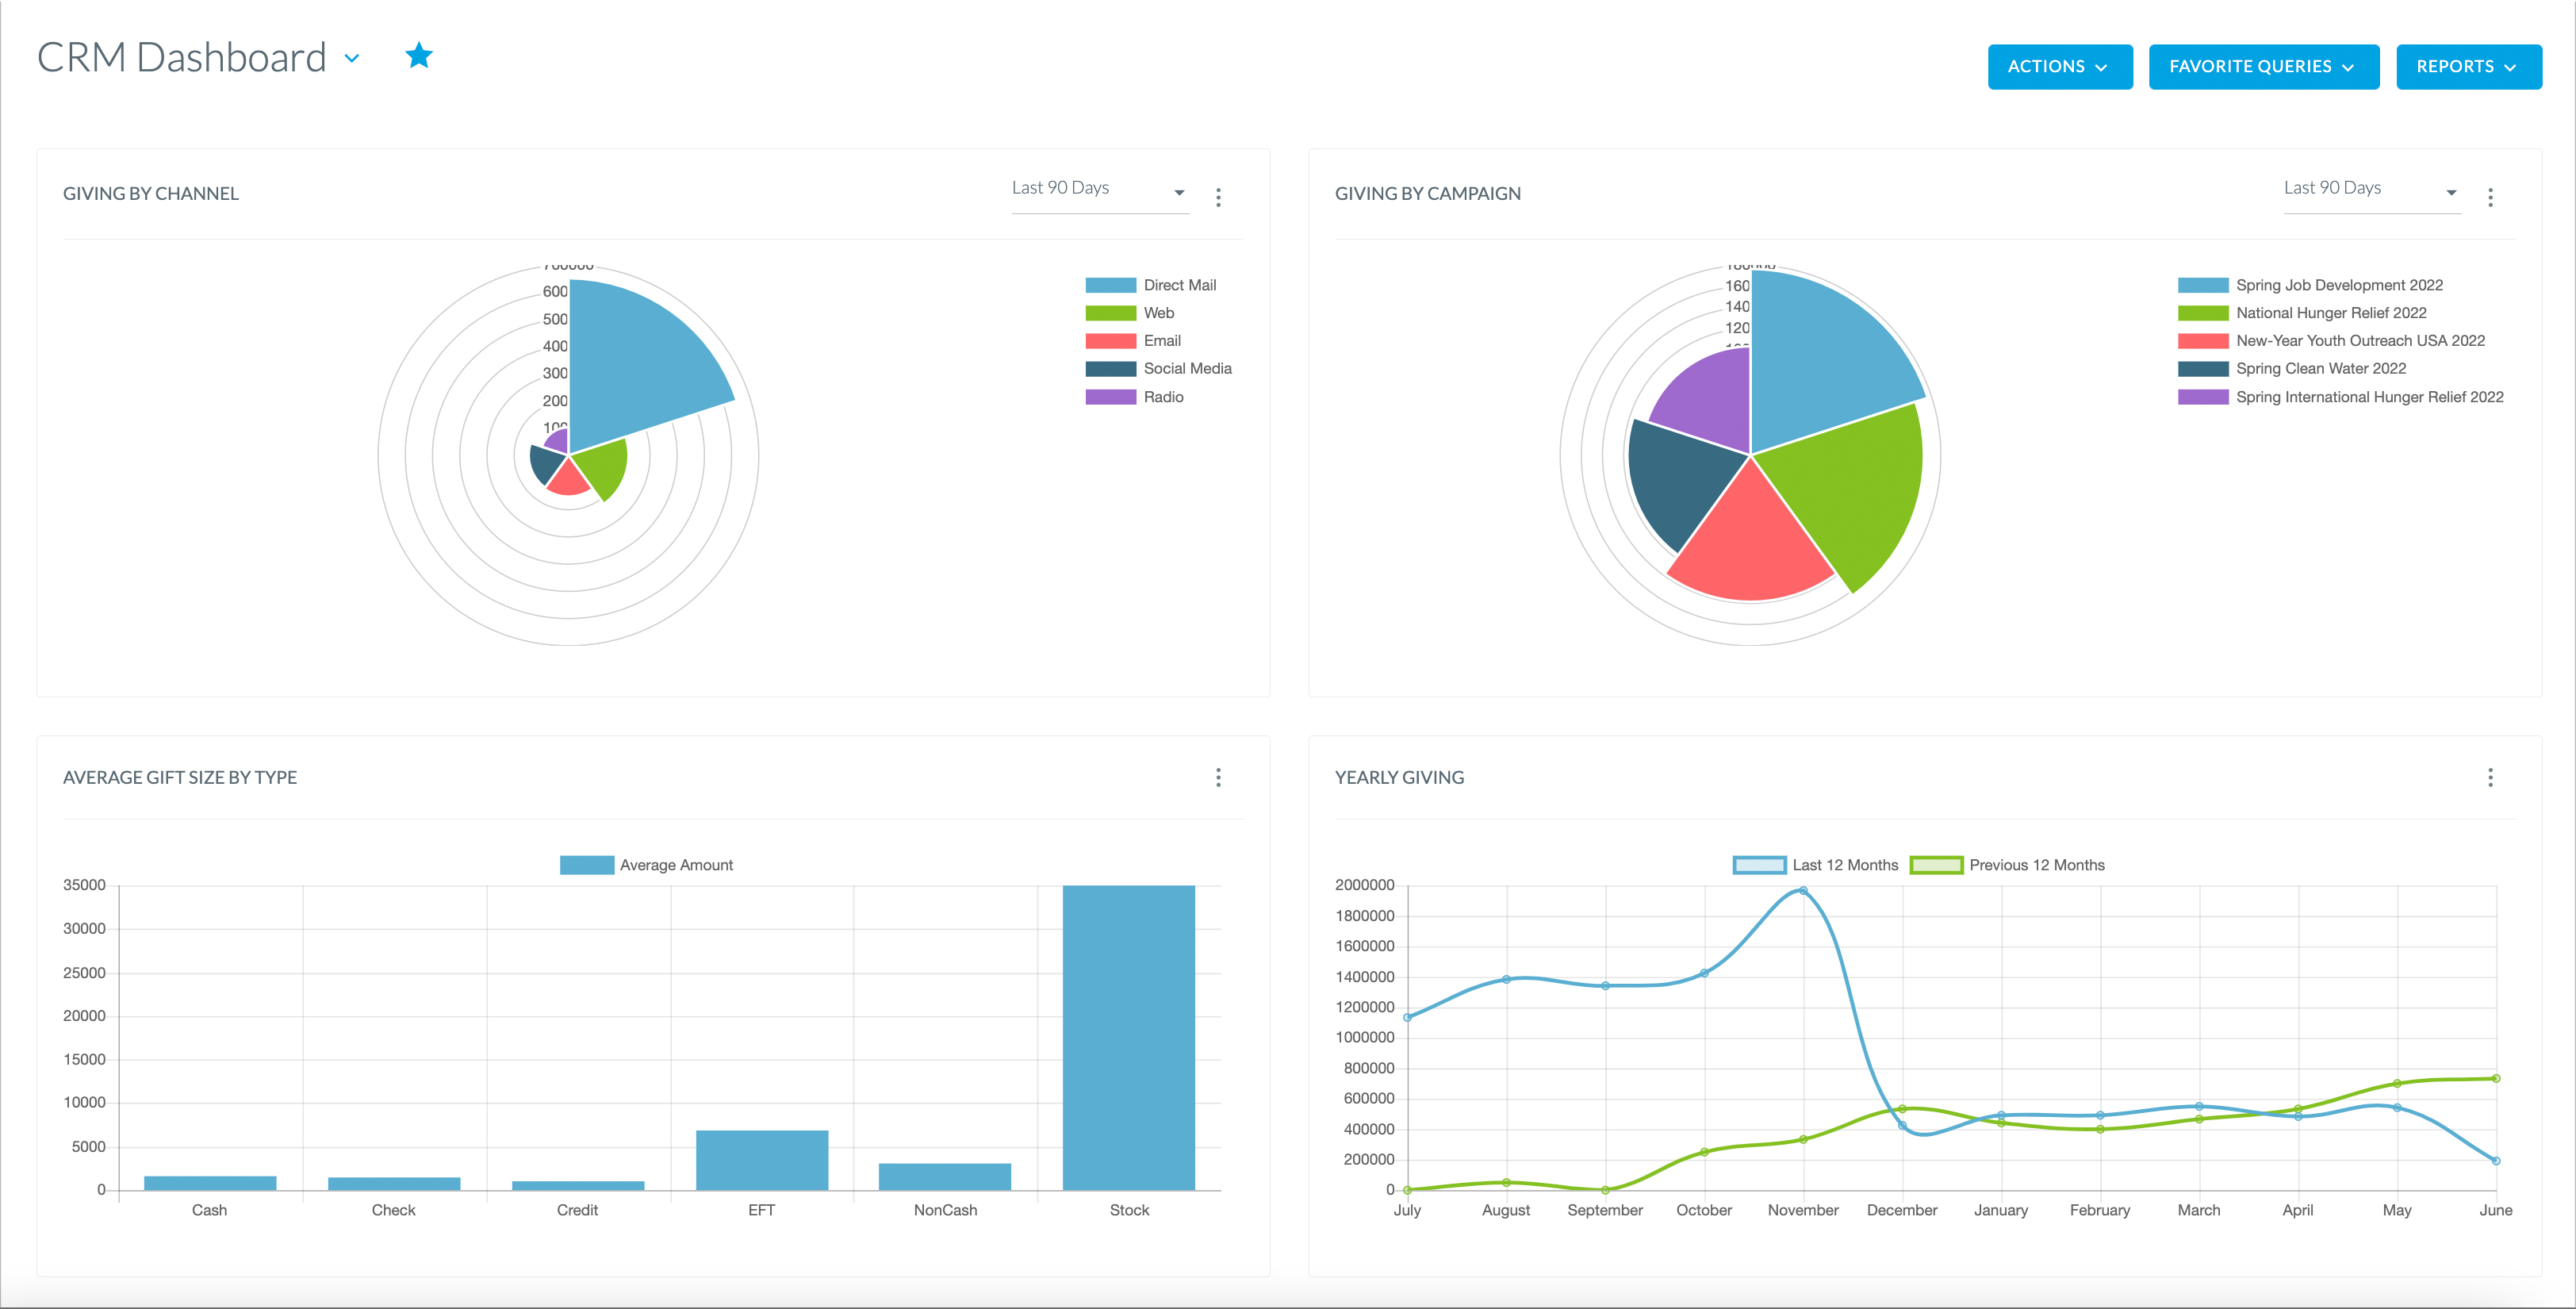 CRM Dashboard
ACTIONS
FAVORITE QUERIES
REPORTS
GIVING BY CHANNEL
Last 90 Days
700000
600
500
400
300
200
100
Direct Mail
Web
Email
Social Media
Radio
GIVING BY CAMPAIGN
Last 90 Days
180000
160
140
120
Spring Job Development 2022
National Hunger Relief 2022
New-Year Youth Outreach USA 2022
Spring Clean Water 2022
Spring International Hunger Relief 2022
AVERAGE GIFT SIZE BY TYPE
Average Amount
35000
30000
25000
20000
15000
10000
5000
0
Cash Check Credit EFT NonCash Stock
YEARLY GIVING
Last 12 Months Previous 12 Months
2000000
1800000
1600000
1400000
1200000
1000000
800000
600000
400000
200000
0
July August September October November December January February March April May June